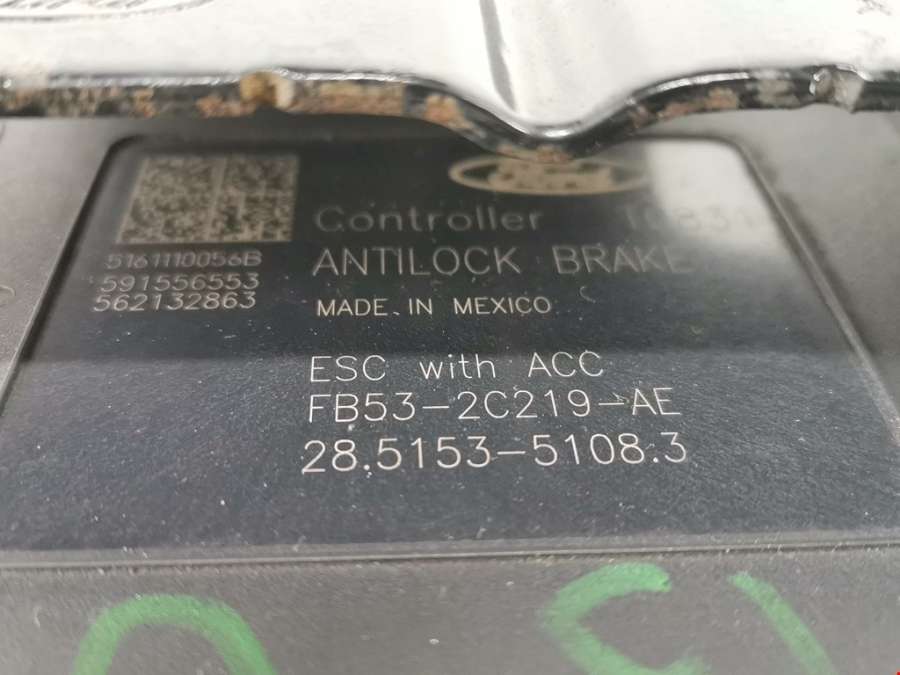 Controller
5161110056B
ANTILOCK BRAKE
591556553
562132863
MADE IN MEXICO
ESC with ACC
FB53-2C219-AE
28.5153-5108.3